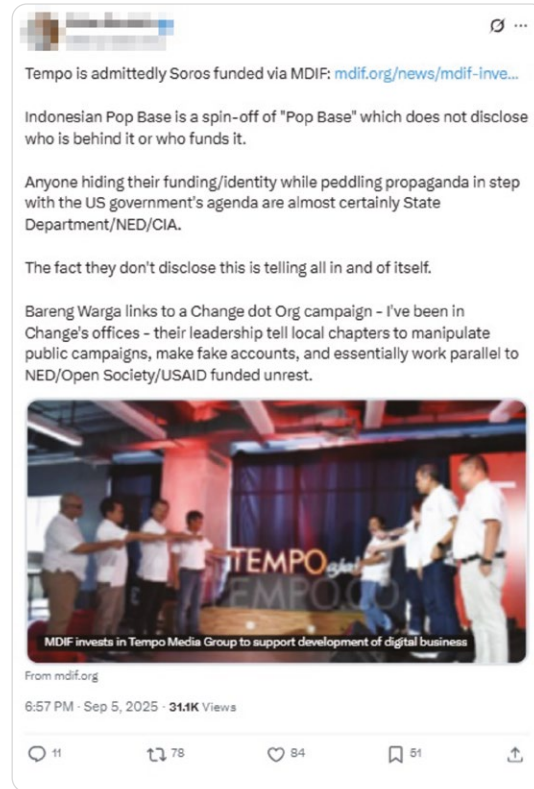 Tempo is admittedly Soros funded via MDIF: mdif.org/news/mdif-inve...
Indonesian Pop Base is a spin-off of "Pop Base" which does not disclose
who is behind it or who funds it.
Anyone hiding their funding/identity while peddling propaganda in step
with the US government's agenda are almost certainly State
Department/NED/CIA.
The fact they don't disclose this is telling all in and of itself.
Bareng Warga links to a Change dot Org campaign - I've been in
Change's offices - their leadership tell local chapters to manipulate
public campaigns, make fake accounts, and essentially work parallel to
NED/Open Society/USAID funded unrest.
TEMPO
TEMPO.CO
MDIF invests in Tempo Media Group to support development of digital business
From mdif.org
6:57 PM · Sep 5, 2025 · 31.1K Views
11 78 84 51